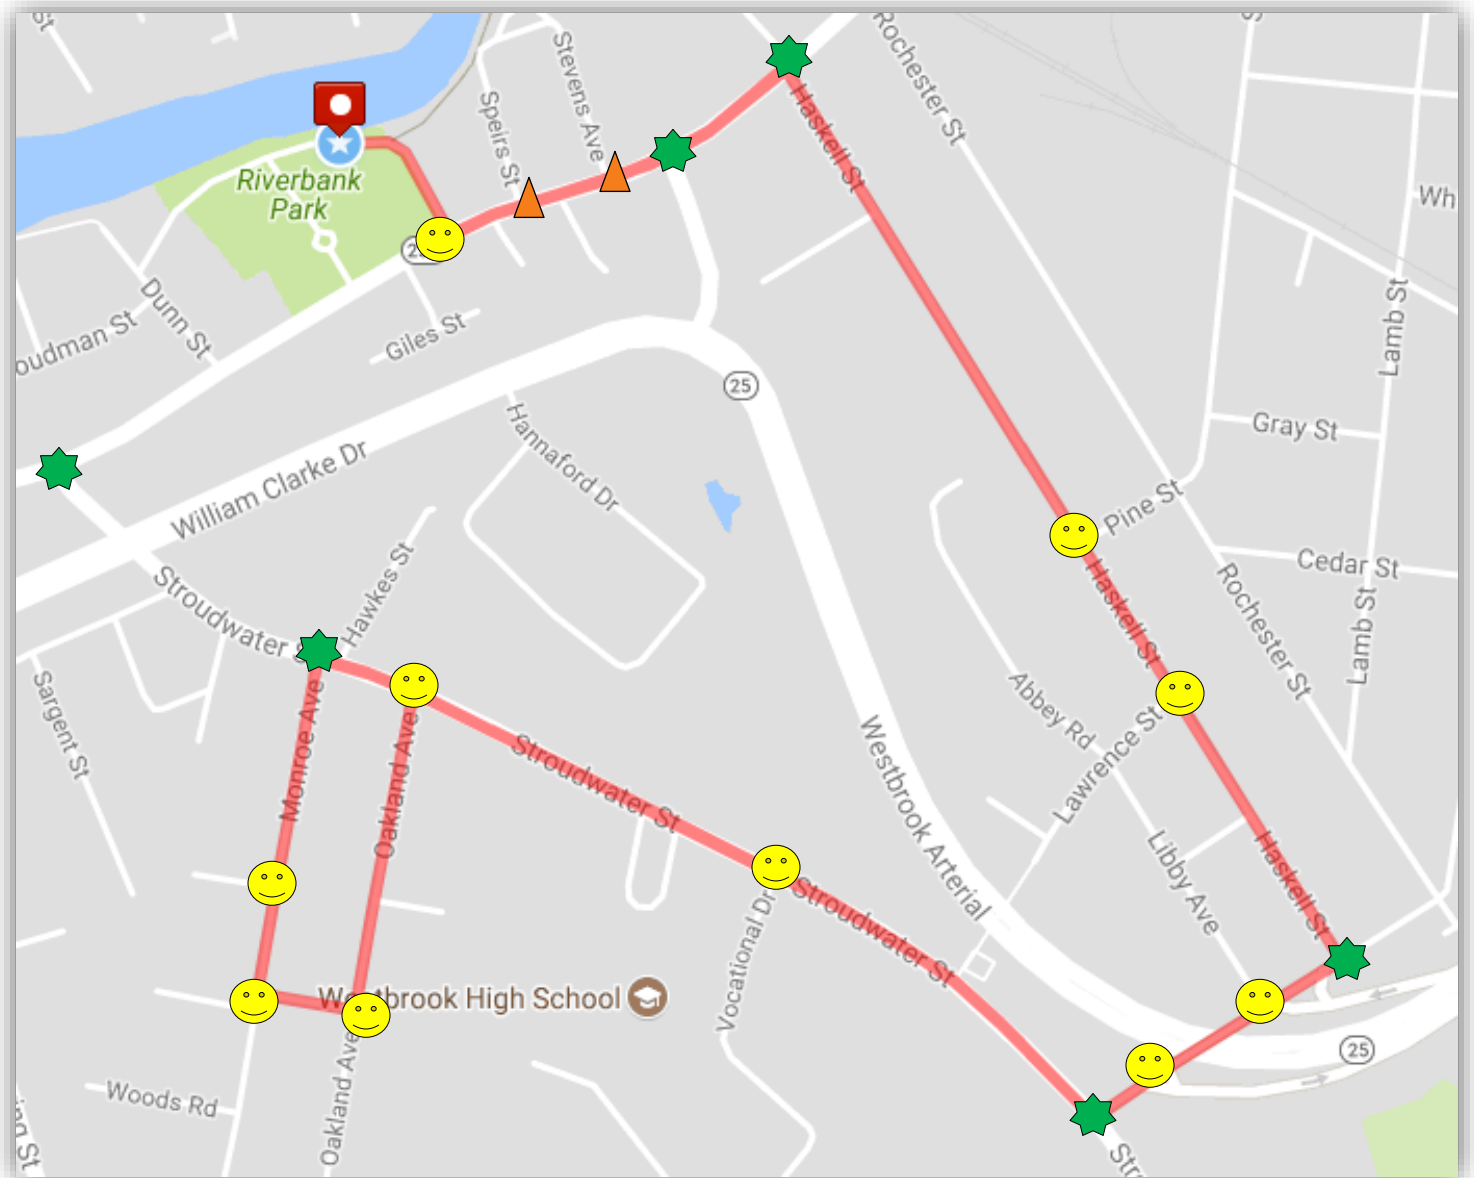 St
Rochester St
Stevens Ave
Speirs St
Haskell St
Riverbank
Park
Wh
Dunn St
Lamb St
oudman St
Giles St
25
Gray St
Hannaford Dr
William Clarke Dr
Pine St
Cedar St
Hawkes St
Stroudwater S
Haskell St
Rochester St
Lamb St
Sargent St
Abbey Rd
Lawrence St
Monroe Ave
Oakland Ave
Stroudwater St
Westbrook Arterial
Libby Ave
Haskell St
Stroudwater St
Vocational Dr
Westbrook High School
25
Oakland Ave
Woods Rd
ing St
Stro